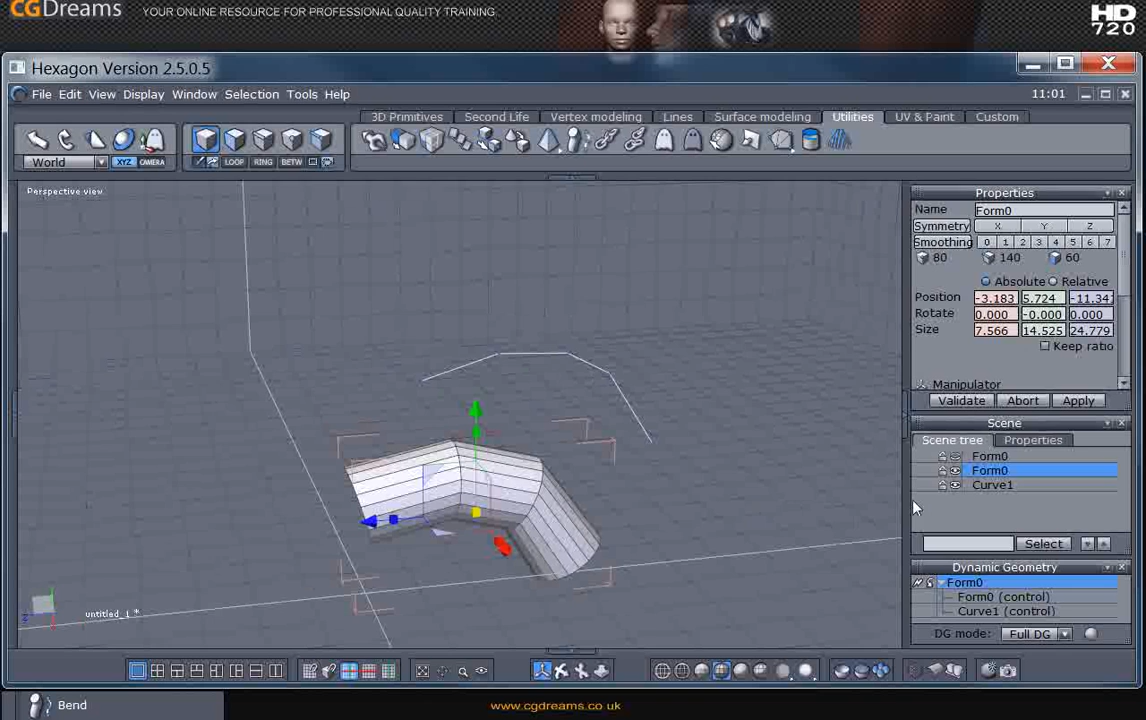 CGDreams YOUR ONLINE RESOURCE FOR PROFESSIONAL QUALITY TRAINING.
HD
720
Hexagon Version 2.5.0.5
File Edit View Display Window Selection Tools Help 11:01
3D Primitives Second Life Vertex modeling Lines Surface modeling Utilities UV & Paint Custom
World XYZ CAMERA LOOP RING BETW
Perspective view
Properties
Name Form0
Symmetry X Y Z
Smoothing 0 1 2 3 4 5 6 7
80 140 60
Absolute Relative
Position -3.183 5.724 -11.341
Rotate 0.000 -0.000 0.000
Size 7.566 14.525 24.779
Keep ratio
Manipulator
Validate Abort Apply
Scene
Scene tree Properties
Form0
Form0
Curve1
Select
Dynamic Geometry
Form0
Form0 (control)
Curve1 (control)
DG mode: Full DG
untitled_1 *
Bend
www.cgdreams.co.uk